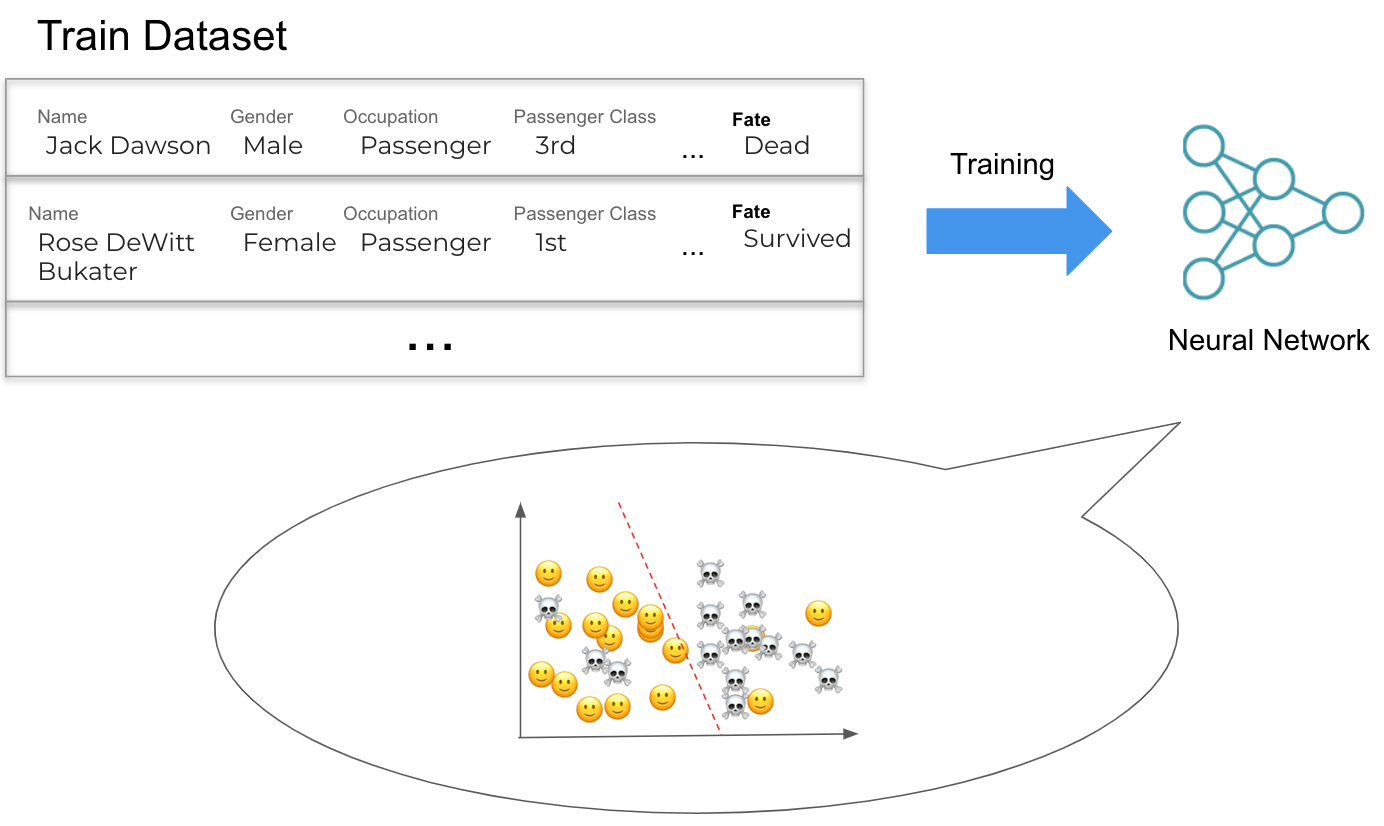 Train Dataset
Name Gender Occupation Passenger Class Fate
Jack Dawson Male Passenger 3rd ... Dead
Name Gender Occupation Passenger Class Fate
Rose DeWitt Female Passenger 1st ... Survived
Bukater
...
Training
Neural Network